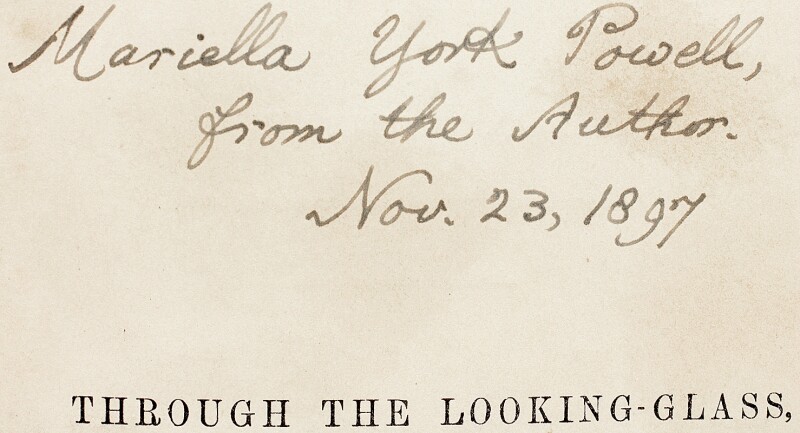 Mariella York Powell,
from the Author.
Nov. 23, 1897
THROUGH THE LOOKING-GLASS,